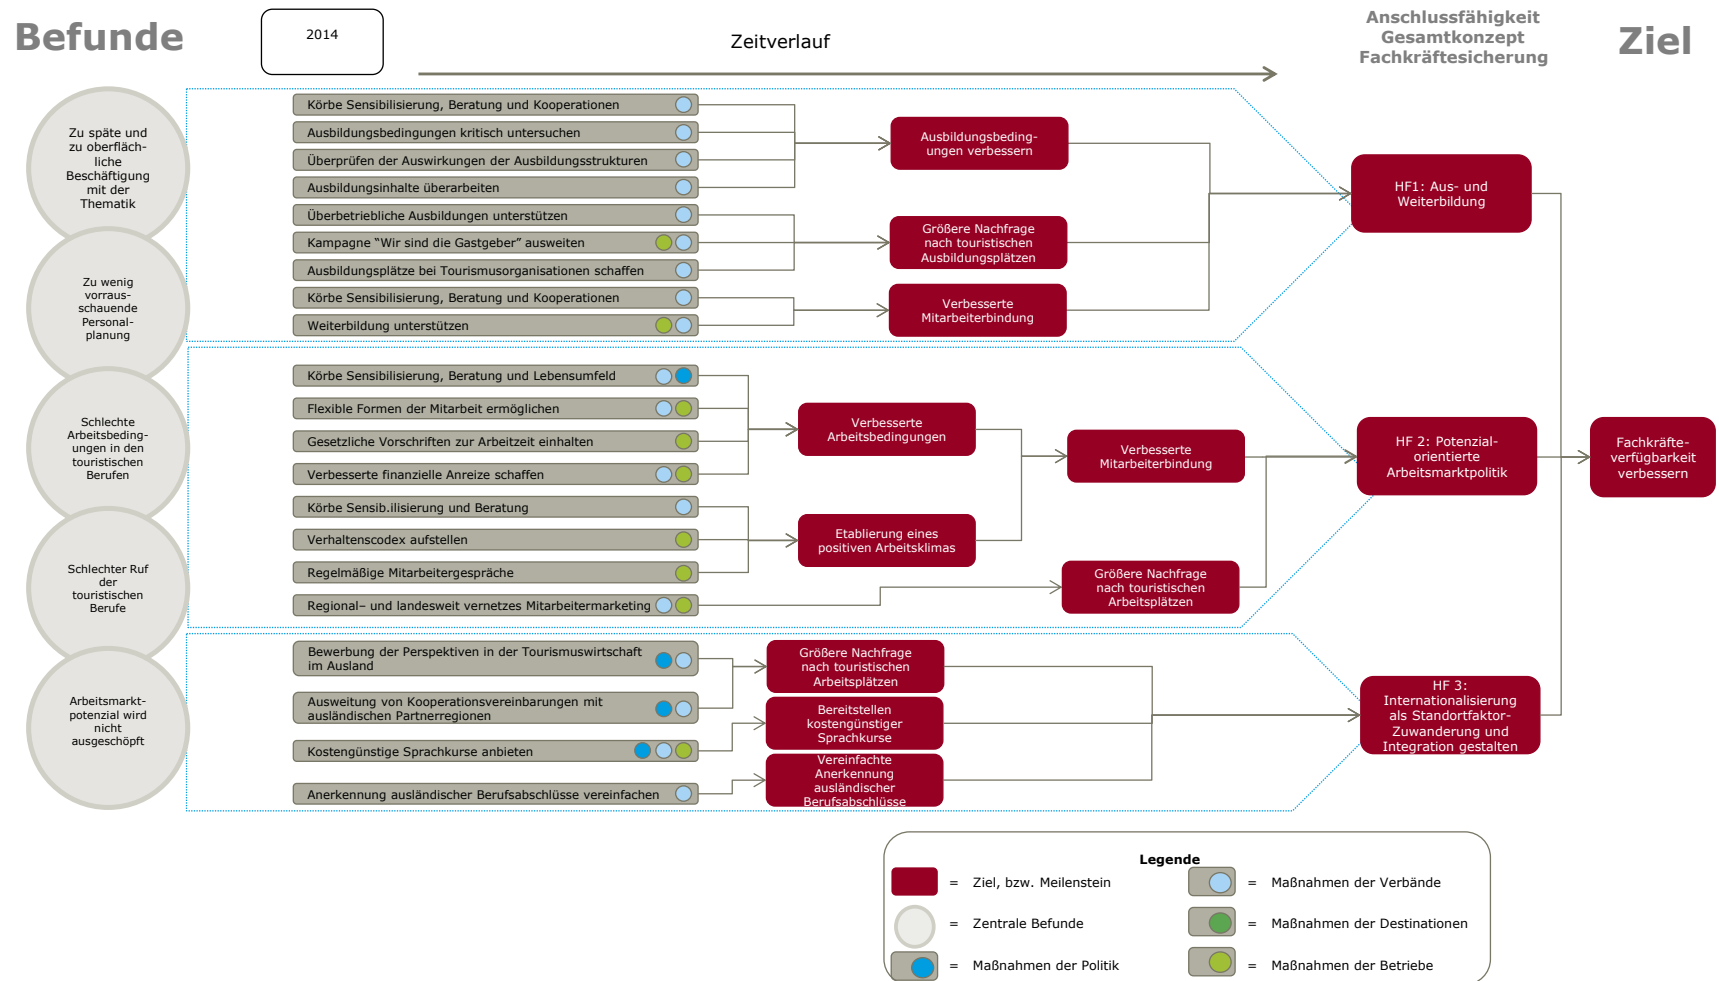 Befunde
2014
Zeitverlauf
Anschlussfähigkeit
Gesamtkonzept
Fachkräftesicherung
Ziel
Zu späte und
zu oberfläch-
liche
Beschäftigung
mit der
Thematik
Zu wenig
vorraus-
schauende
Personal-
planung
Schlechte
Arbeitsbeding-
ungen in den
touristischen
Berufen
Schlechter Ruf
der
touristischen
Berufe
Arbeitsmarkt-
potenzial wird
nicht
ausgeschöpft
Körbe Sensibilisierung, Beratung und Kooperationen
Ausbildungsbedingungen kritisch untersuchen
Überprüfen der Auswirkungen der Ausbildungsstrukturen
Ausbildungsinhalte überarbeiten
Überbetriebliche Ausbildungen unterstützen
Kampagne “Wir sind die Gastgeber” ausweiten
Ausbildungsplätze bei Tourismusorganisationen schaffen
Körbe Sensibilisierung, Beratung und Kooperationen
Weiterbildung unterstützen
Ausbildungsbeding-
ungen verbessern
Größere Nachfrage
nach touristischen
Ausbildungsplätzen
Verbesserte
Mitarbeiterbindung
HF1: Aus- und
Weiterbildung
Körbe Sensibilisierung, Beratung und Lebensumfeld
Flexible Formen der Mitarbeit ermöglichen
Gesetzliche Vorschriften zur Arbeitzeit einhalten
Verbesserte finanzielle Anreize schaffen
Körbe Sensib.ilisierung und Beratung
Verhaltenscodex aufstellen
Regelmäßige Mitarbeitergespräche
Regional– und landesweit vernetzes Mitarbeitermarketing
Verbesserte
Arbeitsbedingungen
Etablierung eines
positiven Arbeitsklimas
Verbesserte
Mitarbeiterbindung
Größere Nachfrage
nach touristischen
Arbeitsplätzen
HF 2: Potenzial-
orientierte
Arbeitsmarktpolitik
Fachkräfte-
verfügbarkeit
verbessern
Bewerbung der Perspektiven in der Tourismuswirtschaft
im Ausland
Ausweitung von Kooperationsvereinbarungen mit
ausländischen Partnerregionen
Kostengünstige Sprachkurse anbieten
Anerkennung ausländischer Berufsabschlüsse vereinfachen
Größere Nachfrage
nach touristischen
Arbeitsplätzen
Bereitstellen
kostengünstiger
Sprachkurse
Vereinfachte
Anerkennung
ausländischer
Berufsabschlüsse
HF 3:
Internationalisierung
als Standortfaktor-
Zuwanderung und
Integration gestalten
Legende
= Ziel, bzw. Meilenstein
= Zentrale Befunde
= Maßnahmen der Politik
= Maßnahmen der Verbände
= Maßnahmen der Destinationen
= Maßnahmen der Betriebe